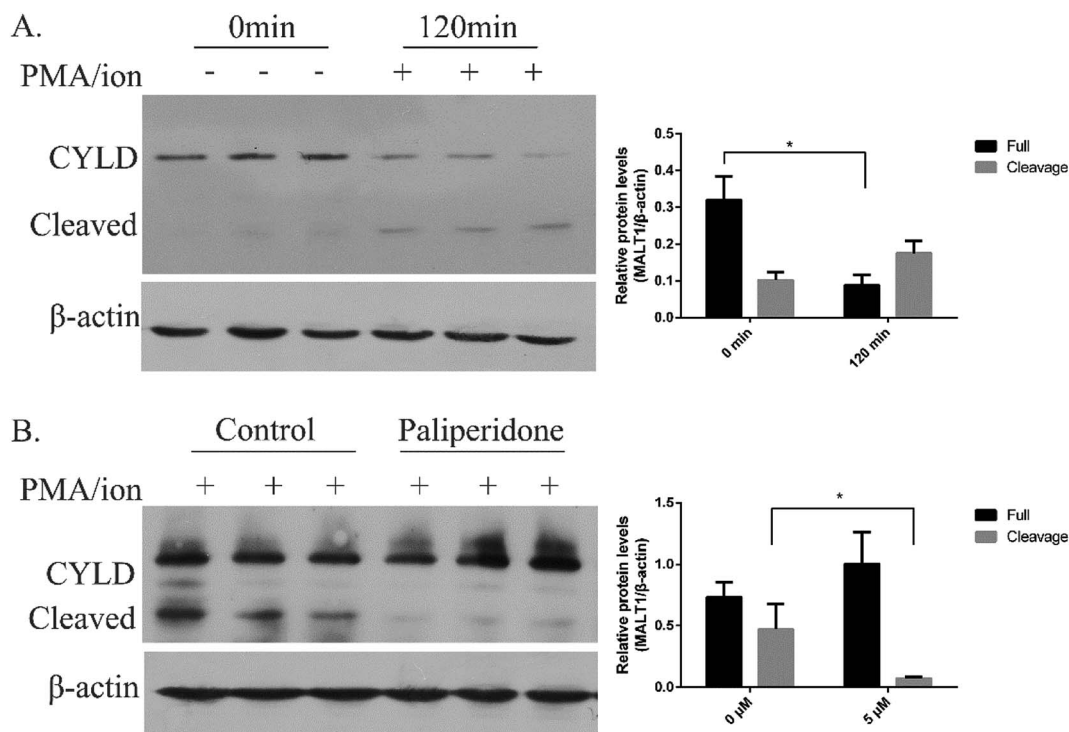 A.
0min 120min
PMA/ion - - - + + +
CYLD
Cleaved
β-actin
Relative protein levels
(MALT1/β-actin)
0.5
0.4
0.3
0.2
0.1
0.0
*
Full
Cleavage
0 min 120 min
B.
Control Paliperidone
PMA/ion + + + + + +
CYLD
Cleaved
β-actin
Relative protein levels
(MALT1/β-actin)
1.5
1.0
0.5
0.0
*
Full
Cleavage
0 μM 5 μM